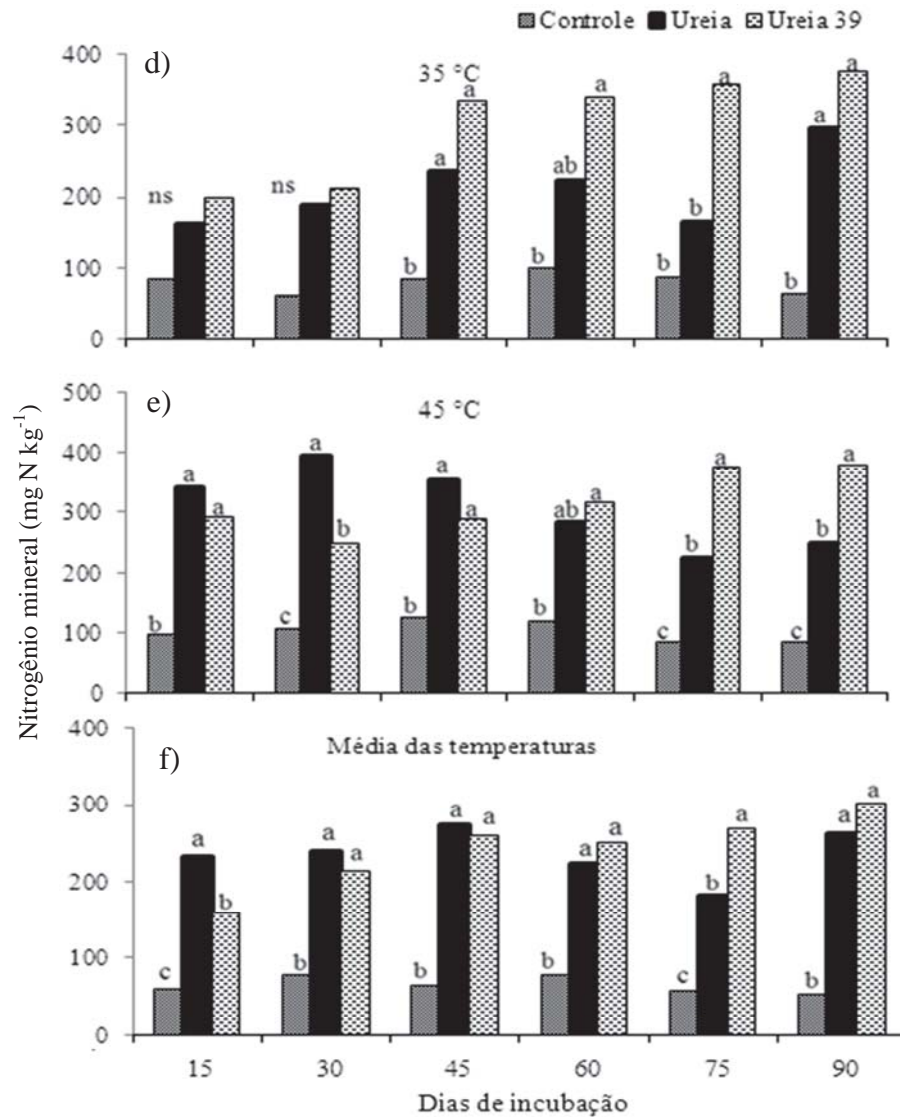 Controle Ureia Ureia 39
d)
35 °C
400
300
200
100
0
ns
ns
b a a
b ab a
b b a
b a a
e)
45 °C
500
400
300
200
100
0
b a a
c a b
b a a
b ab a
c b a
c b a
Nitrogênio mineral (mg N kg⁻¹)
f)
Média das temperaturas
400
300
200
100
0
c a b
b a a
b a a
b a a
c b a
b a a
15 30 45 60 75 90
Dias de incubação